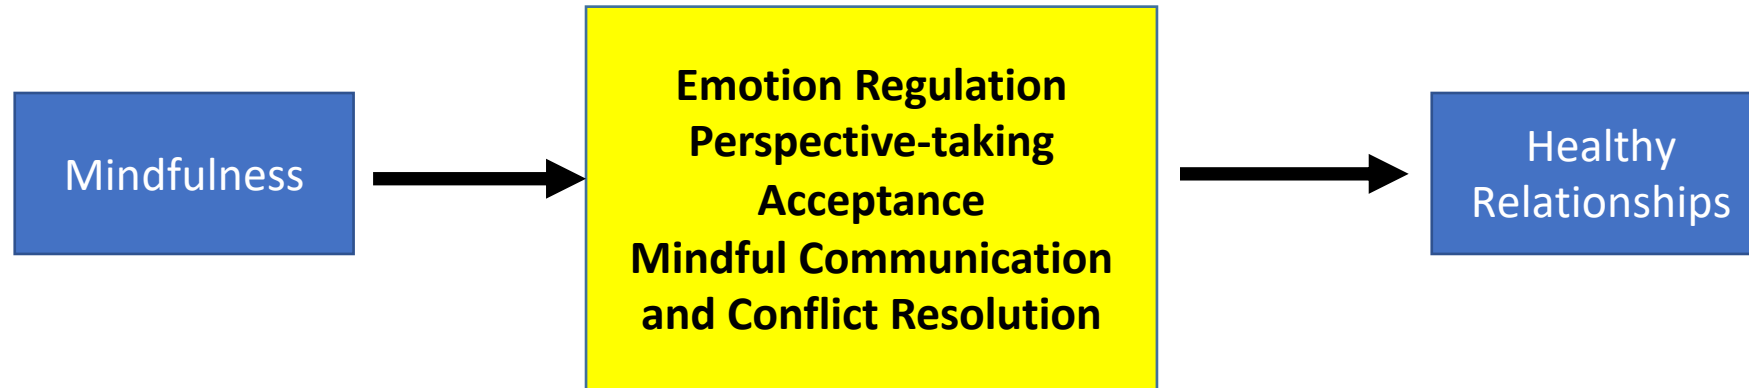 Mindfulness
Emotion Regulation
Perspective-taking
Acceptance
Mindful Communication
and Conflict Resolution
Healthy
Relationships